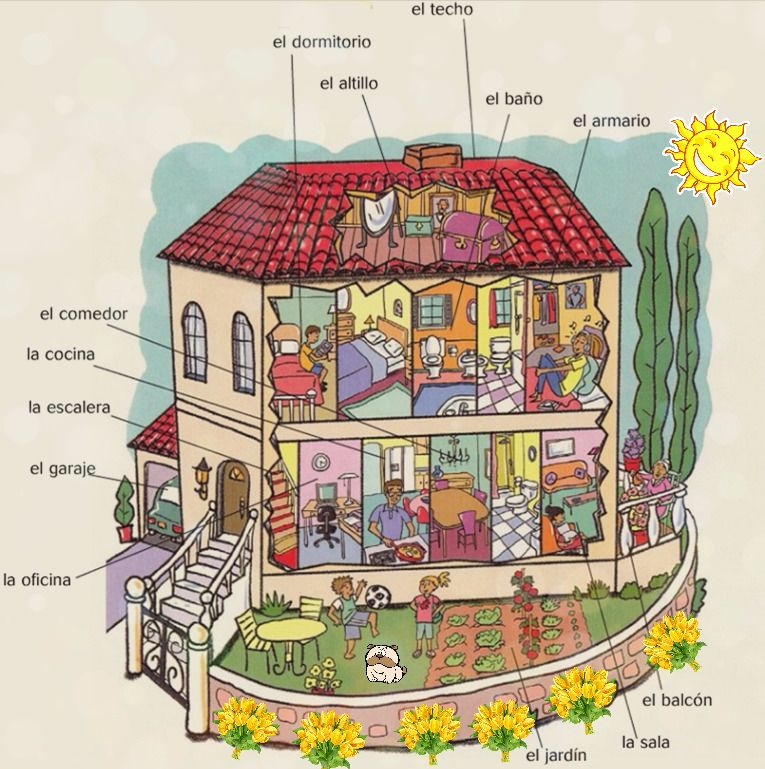 el techo
el dormitorio
el altillo
el baño
el armario
el comedor
la cocina
la escalera
el garaje
la oficina
el balcón
la sala
el jardín